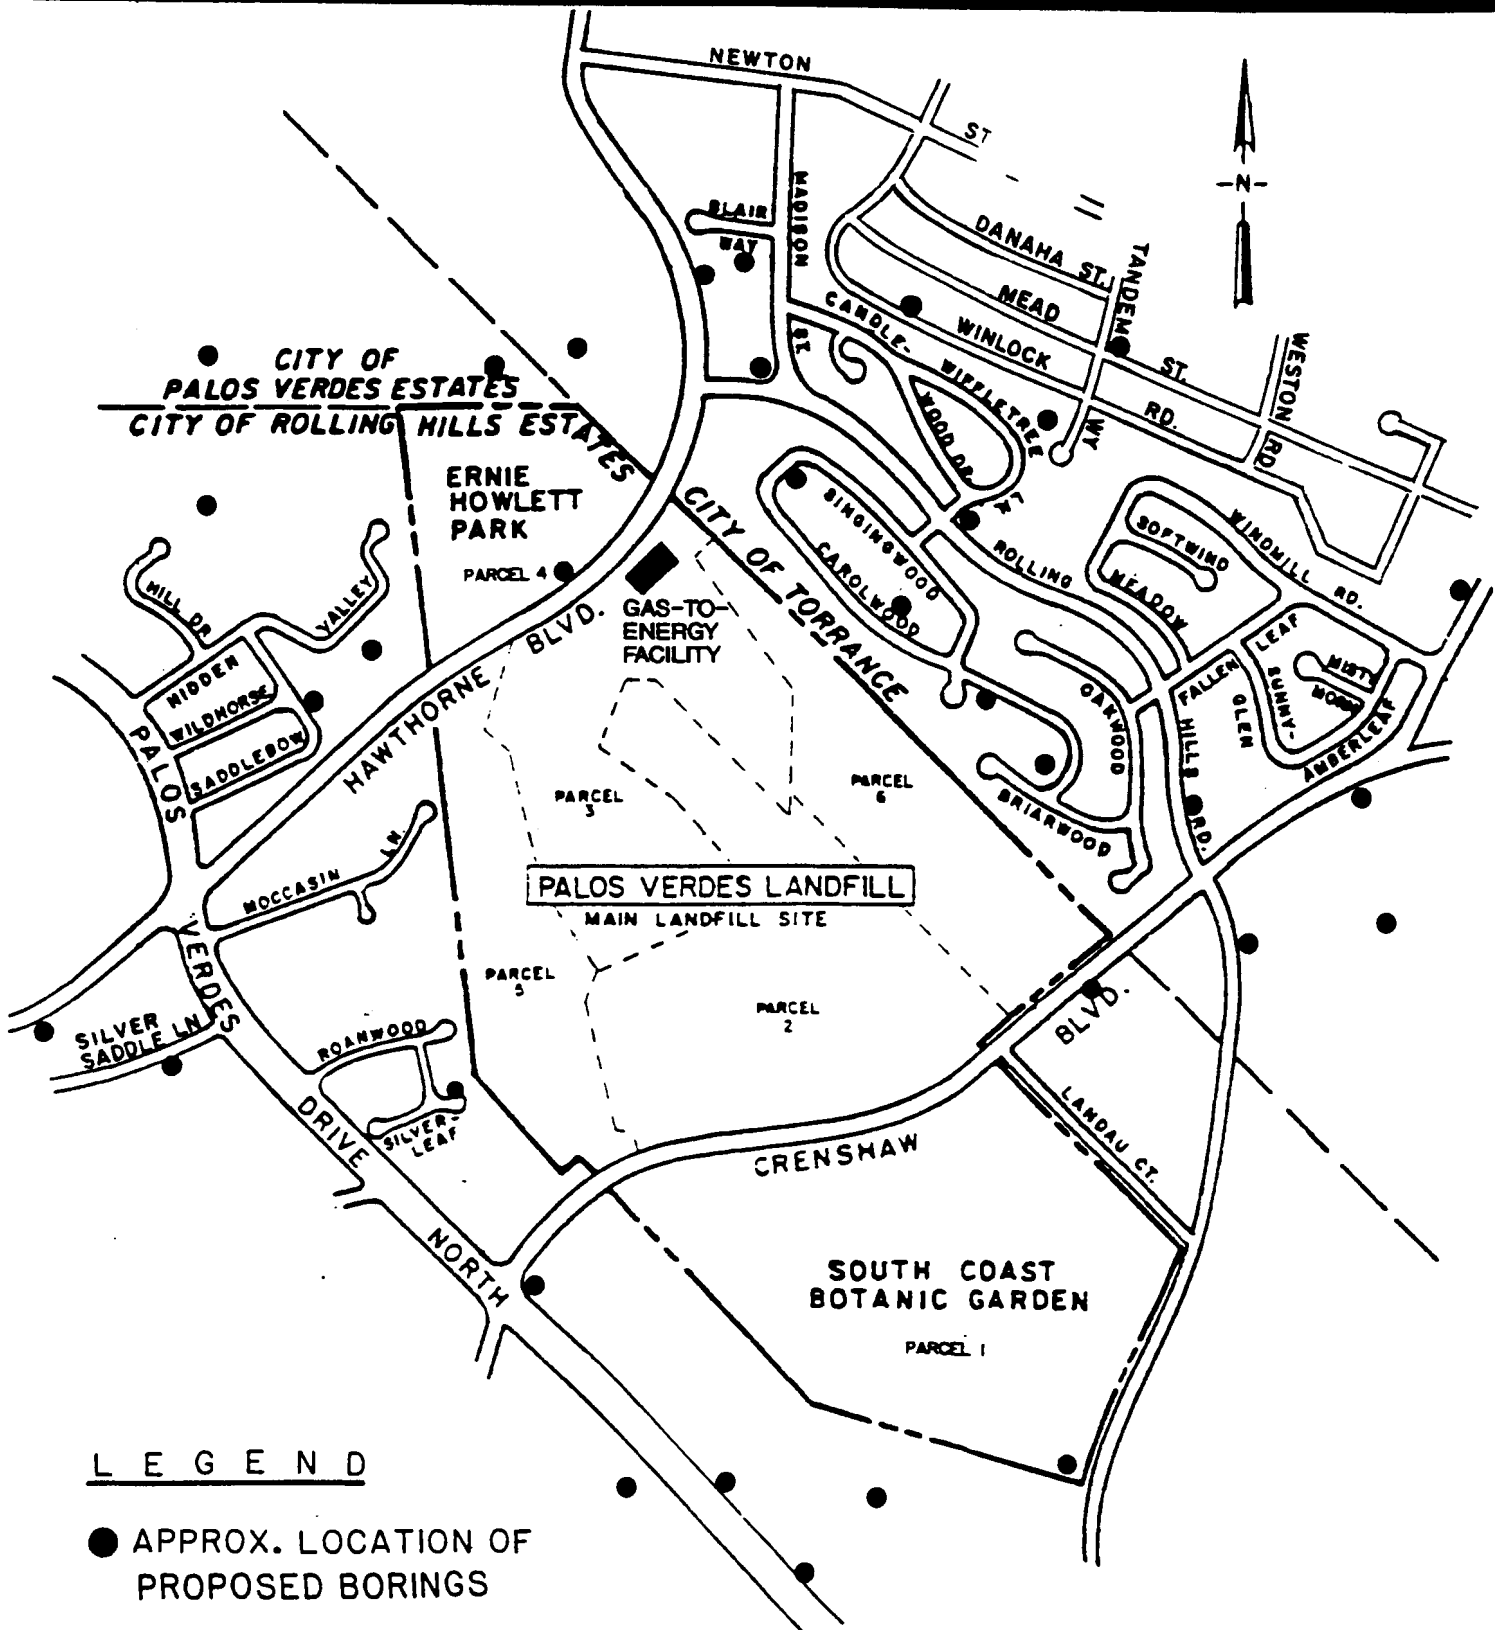 NEWTON
ST
-N-
MADISON
ST.
BLAIR
WAY
DANAHA ST.
TANDEM
WY
MEAD
ST.
CANDLE-
WOOD DR.
WINLOCK
RD.
WESTON
RD
WIFFLETREE
CITY OF
PALOS VERDES ESTATES
CITY OF ROLLING HILLS ESTATES
ERNIE
HOWLETT
PARK
PARCEL 4
CITY OF TORRANCE
SINGINGWOOD
CAROLWOOD
ROLLING
HILLS RD.
SOFTWIND
WINDMILL RD.
MEADOW
FALLEN LEAF
SUNNY-
GLEN
MISTY
MORN
AMBERLEAF
OAKWOOD
BRIARWOOD
HILL DR.
VALLEY
HIDDEN
WILDHORSE
SADDLEBOW
HAWTHORNE BLVD.
GAS-TO-
ENERGY
FACILITY
PALOS
VERDES
DRIVE
NORTH
MOCCASIN LN.
PARCEL
3
PARCEL
6
PALOS VERDES LANDFILL
MAIN LANDFILL SITE
PARCEL
5
PARCEL
2
SILVER
SADDLE LN
ROANWOOD
SILVER-
LEAF
CRENSHAW
BLVD.
LANDAU CT.
SOUTH COAST
BOTANIC GARDEN
PARCEL 1
LEGEND
APPROX. LOCATION OF
PROPOSED BORINGS